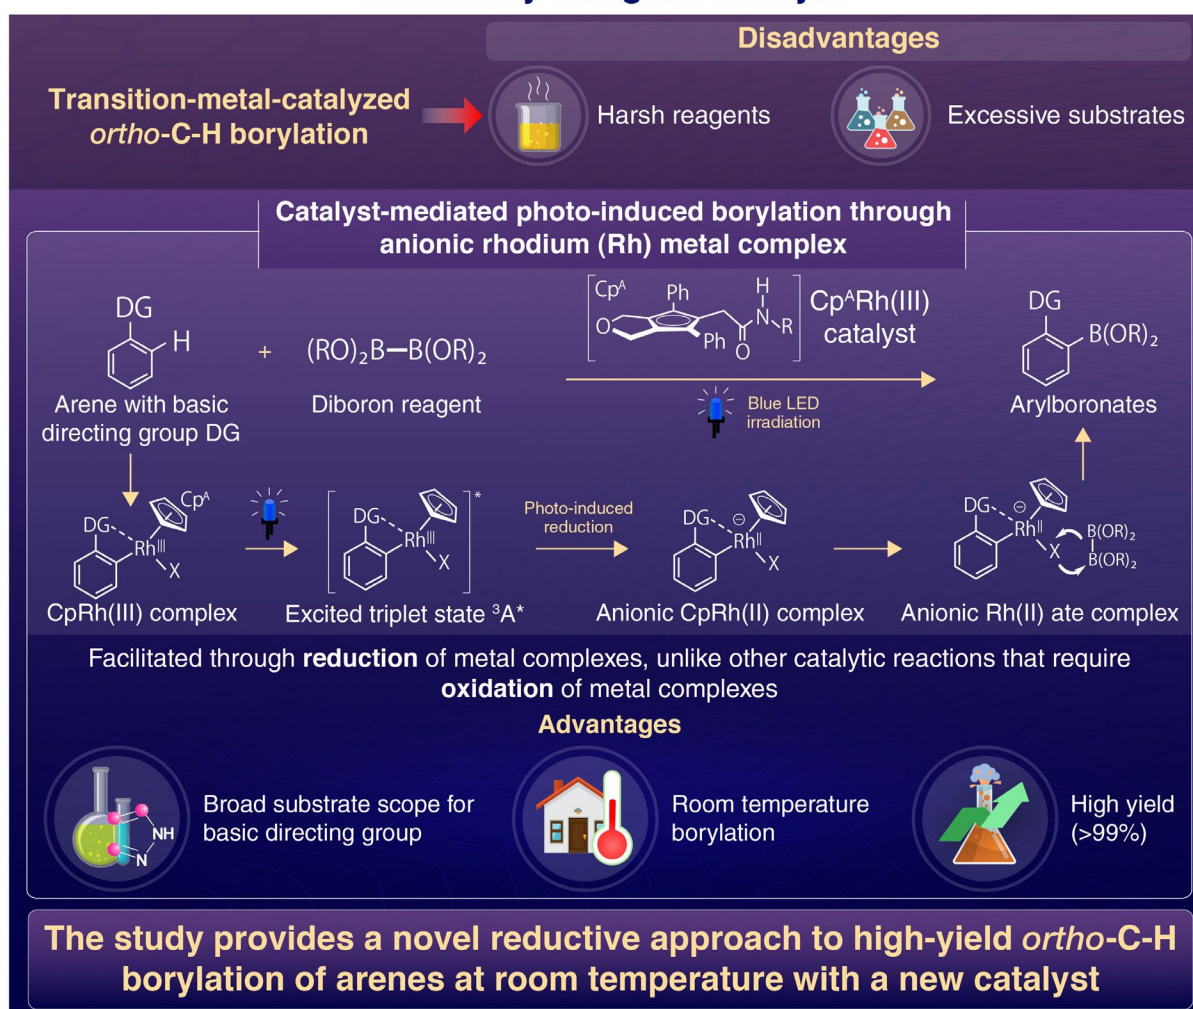 Disadvantages
Transition-metal-catalyzed
ortho-C-H borylation
Harsh reagents
Excessive substrates
Catalyst-mediated photo-induced borylation through
anionic rhodium (Rh) metal complex
DG
H
+
(RO)₂B—B(OR)₂
Cpᴬ
Ph
H
O
N
R
Ph
O
CpᴬRh(III)
catalyst
DG
B(OR)₂
Arene with basic
directing group DG
Diboron reagent
Blue LED
irradiation
Arylboronates
DG
Cpᴬ
Rhᴵᴵᴵ
X
CpRh(III) complex
DG
Rhᴵᴵᴵ
X
*
Excited triplet state ³A*
Photo-induced
reduction
DG
⊖
Rhᴵᴵ
X
Anionic CpRh(II) complex
DG
⊖
Rhᴵᴵ
X
B(OR)₂
B(OR)₂
Anionic Rh(II) ate complex
Facilitated through reduction of metal complexes, unlike other catalytic reactions that require
oxidation of metal complexes
Advantages
NH
N
Broad substrate scope for
basic directing group
Room temperature
borylation
High yield
(>99%)
The study provides a novel reductive approach to high-yield ortho-C-H
borylation of arenes at room temperature with a new catalyst